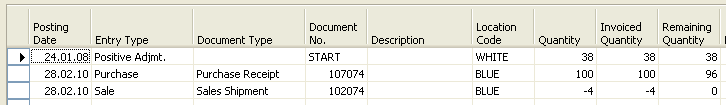 Posting Date Entry Type Document Type Document No. Description Location Code Quantity Invoiced Quantity Remaining Quantity
24.01.08 Positive Adjmt. START WHITE 38 38 38
28.02.10 Purchase Purchase Receipt 107074 BLUE 100 100 96
28.02.10 Sale Sales Shipment 102074 BLUE -4 -4 0